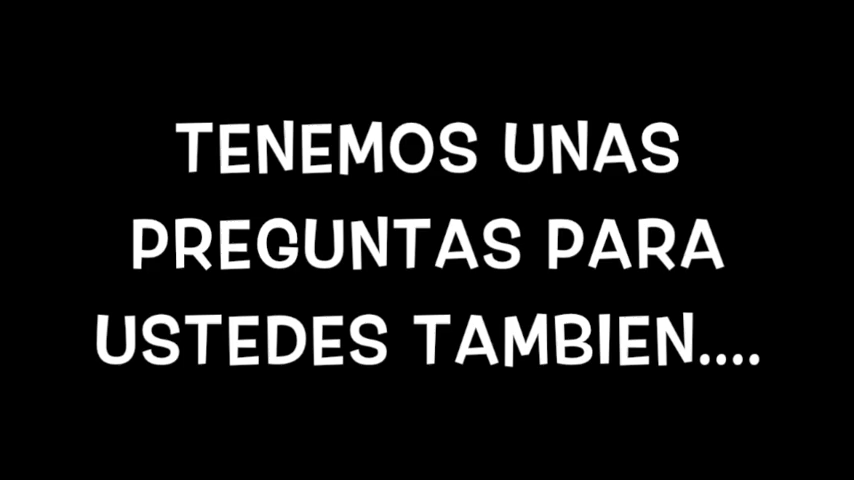 TENEMOS UNAS
PREGUNTAS PARA
USTEDES TAMBIEN....